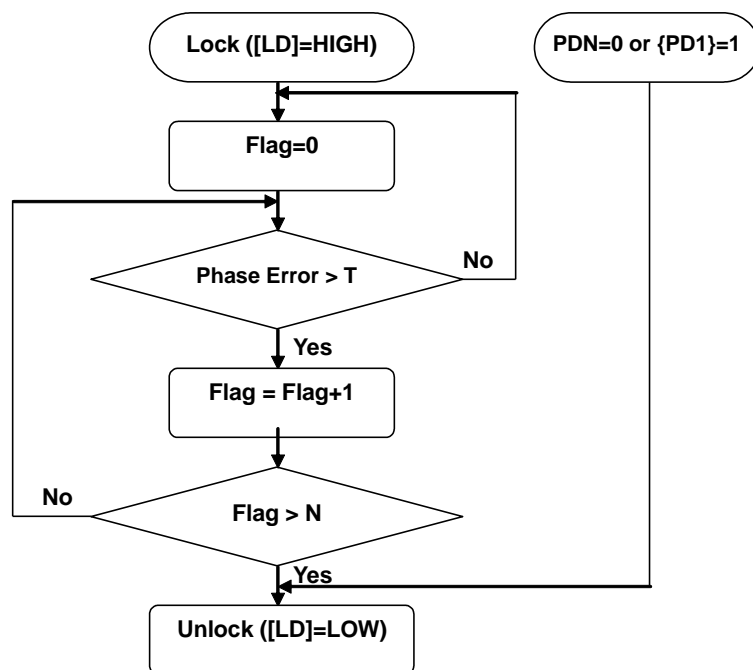 Lock ([LD]=HIGH)
PDN=0 or {PD1}=1
Flag=0
Phase Error > T
No
Yes
Flag = Flag+1
No
Flag > N
Yes
Unlock ([LD]=LOW)